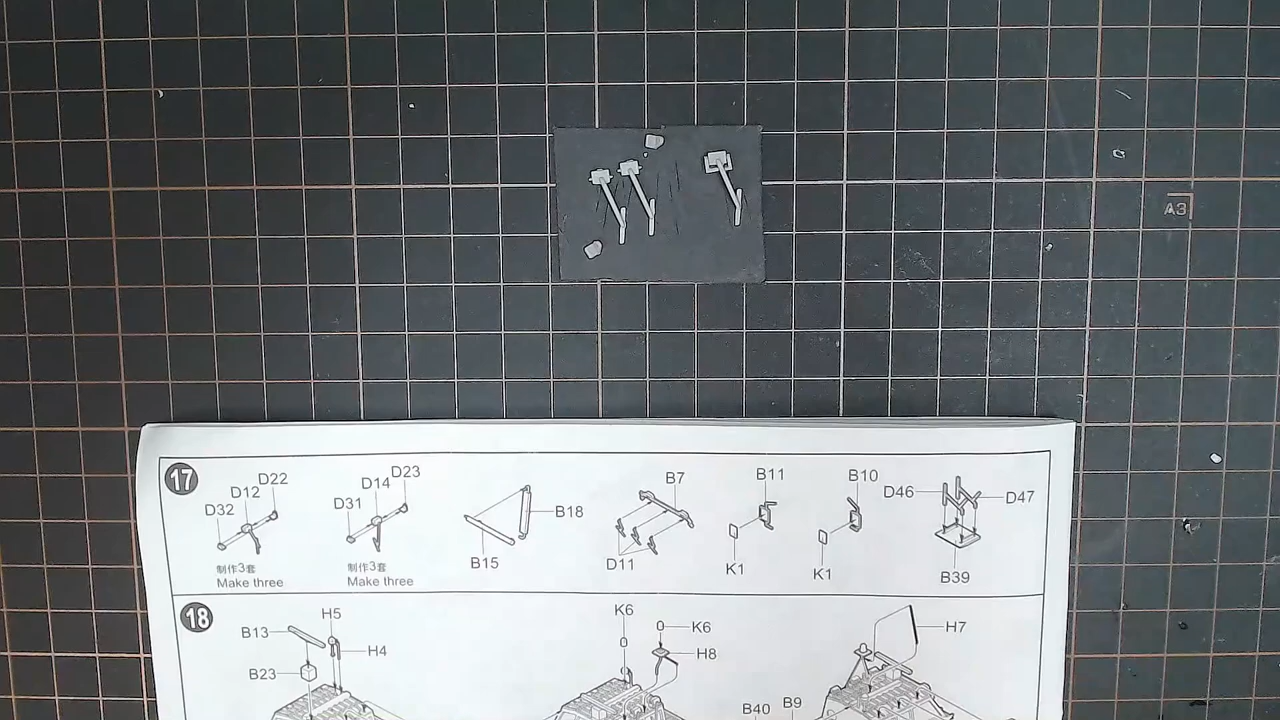 A3
17
D22
D12
D32
制作3套
Make three
D23
D14
D31
制作3套
Make three
B18
B15
B7
D11
B11
K1
B10
K1
D46
D47
B39
18
H5
B13
H4
B23
K6
K6
H8
H7
B40
B9